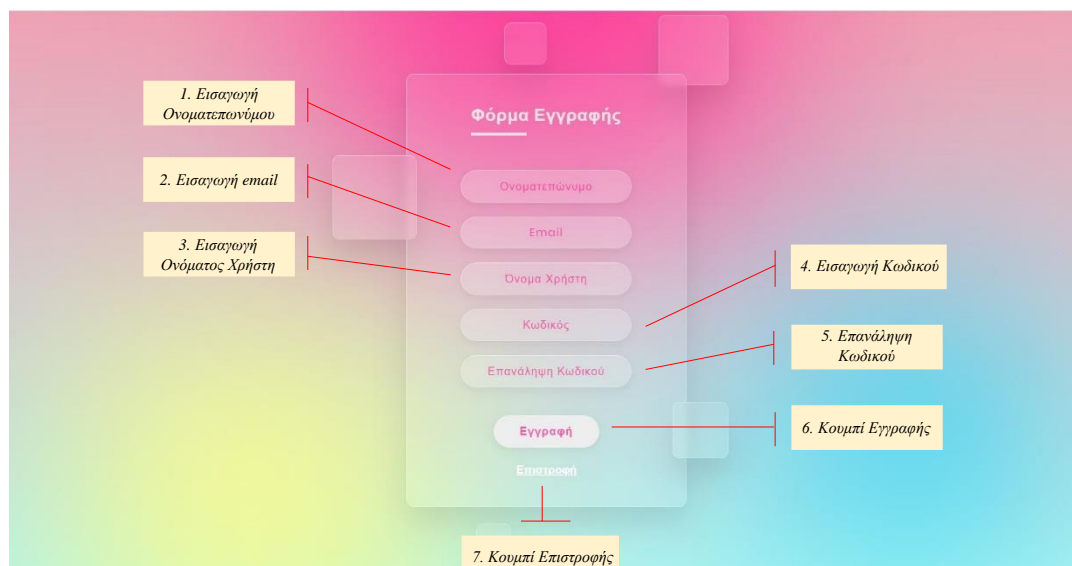 1. Εισαγωγή
Ονοματεπωνύμου
2. Εισαγωγή email
3. Εισαγωγή
Ονόματος Χρήστη
Φόρμα Εγγραφής
Ονοματεπώνυμο
Email
Όνομα Χρήστη
Κωδικός
Επανάληψη Κωδικού
Εγγραφή
Επιστροφή
4. Εισαγωγή Κωδικού
5. Επανάληψη
Κωδικού
6. Κουμπί Εγγραφής
7. Κουμπί Επιστροφής